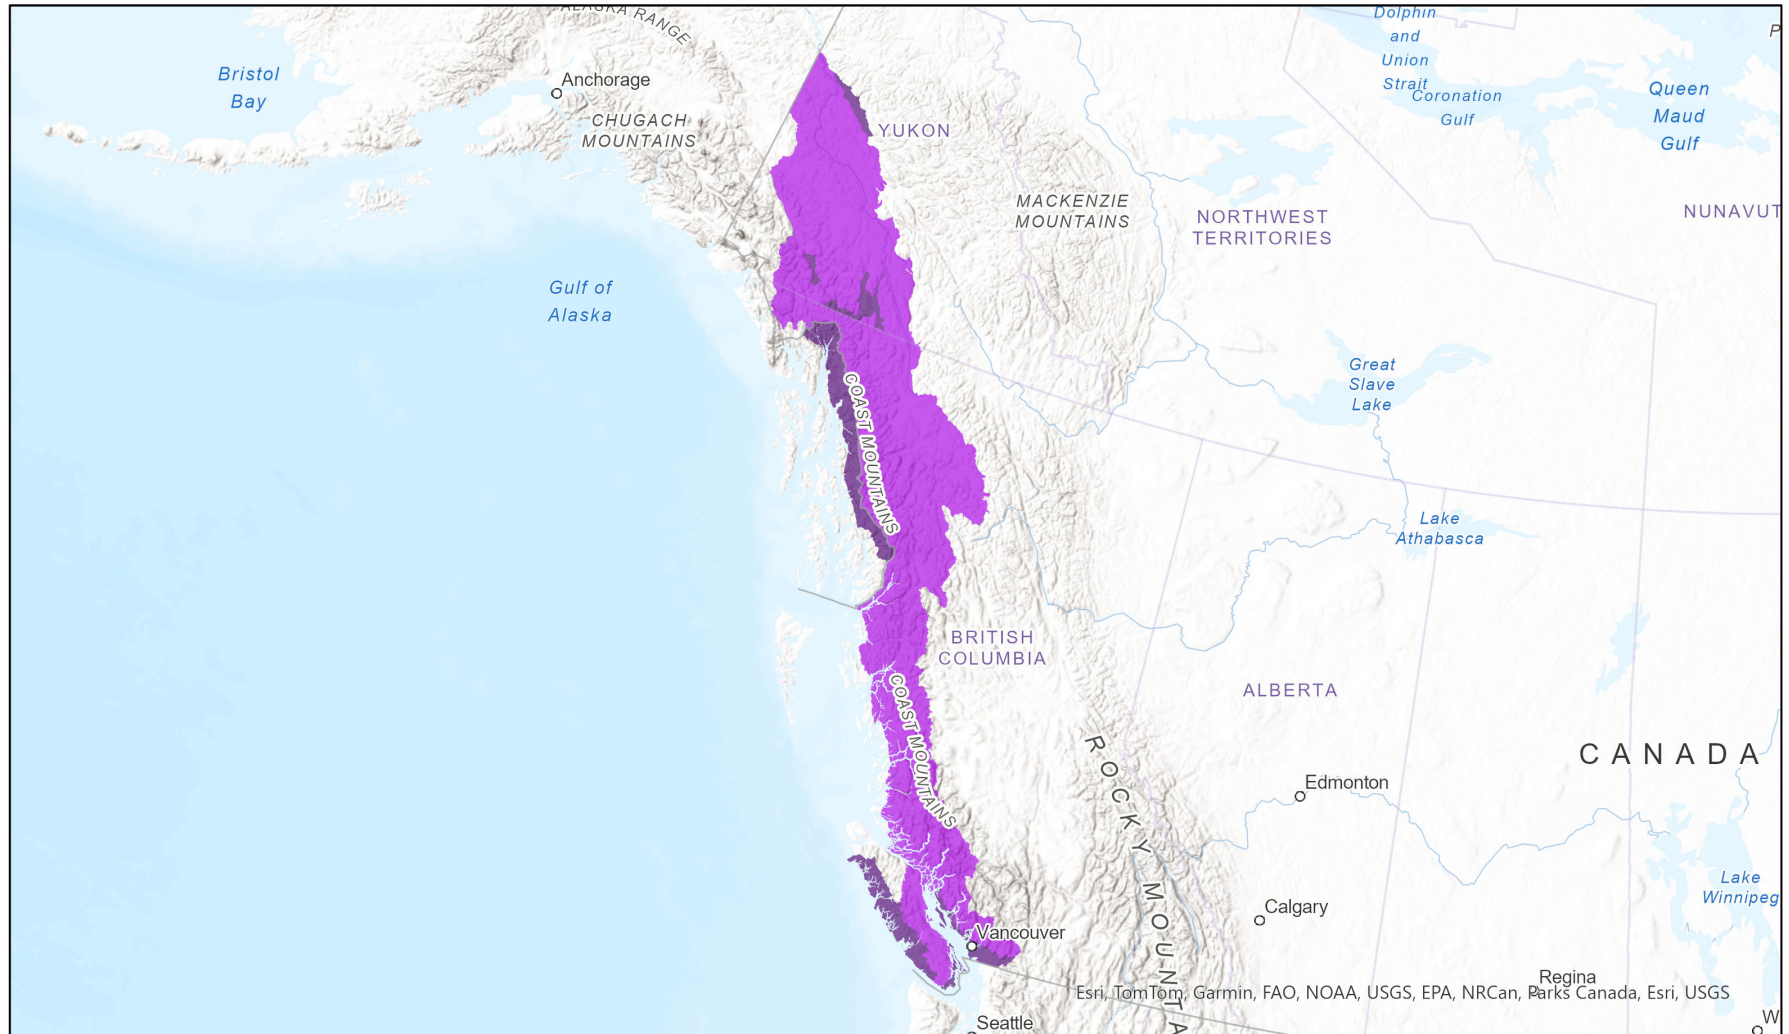 ALASKA RANGE
Dolphin
and
Union
Strait
P
Bristol
Bay
Anchorage
Coronation
Gulf
Queen
Maud
Gulf
CHUGACH
MOUNTAINS
YUKON
MACKENZIE
MOUNTAINS
NORTHWEST
TERRITORIES
NUNAVUT
Gulf of
Alaska
Great
Slave
Lake
COAST MOUNTAINS
Lake
Athabasca
BRITISH
COLUMBIA
COAST MOUNTAINS
ALBERTA
CANADA
ROCKY MOUNTA
Edmonton
Lake
Winnipeg
Calgary
Vancouver
Regina
Esri, TomTom, Garmin, FAO, NOAA, USGS, EPA, NRCan, Parks Canada, Esri, USGS
Seattle
W